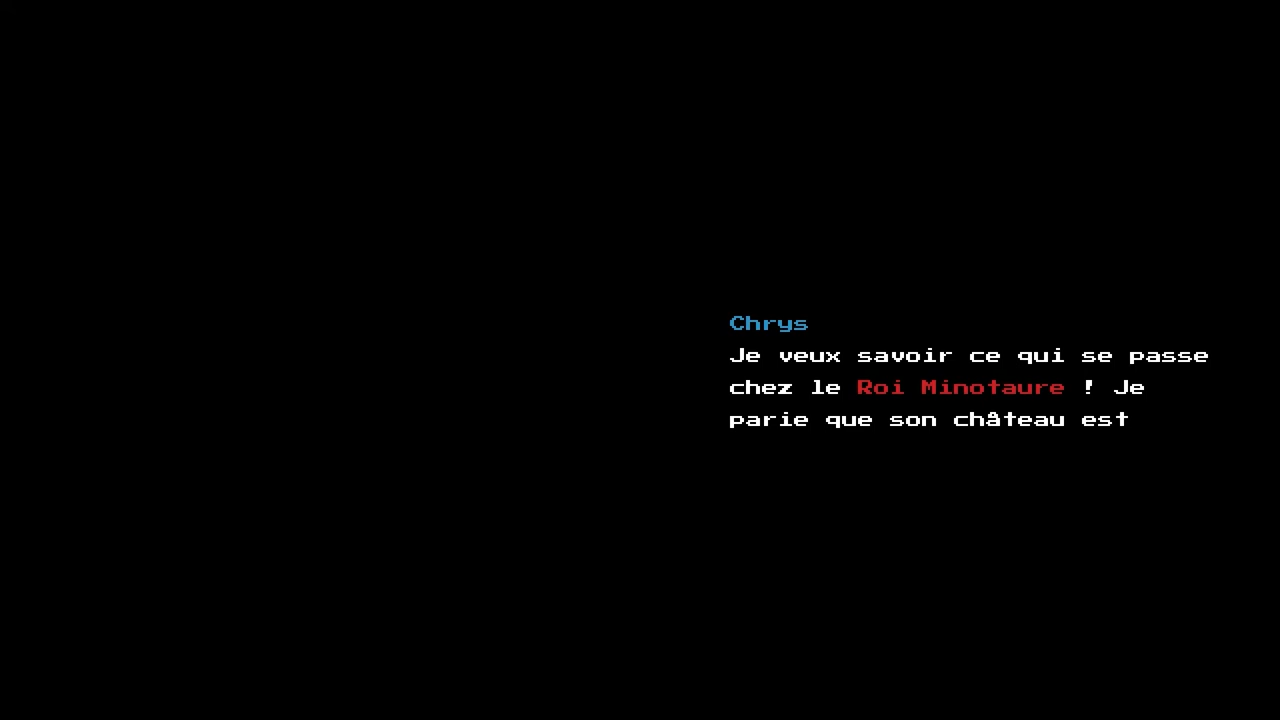 Chrys
Je veux savoir ce qui se passe
chez le Roi Minotaure ! Je
parie que son château est